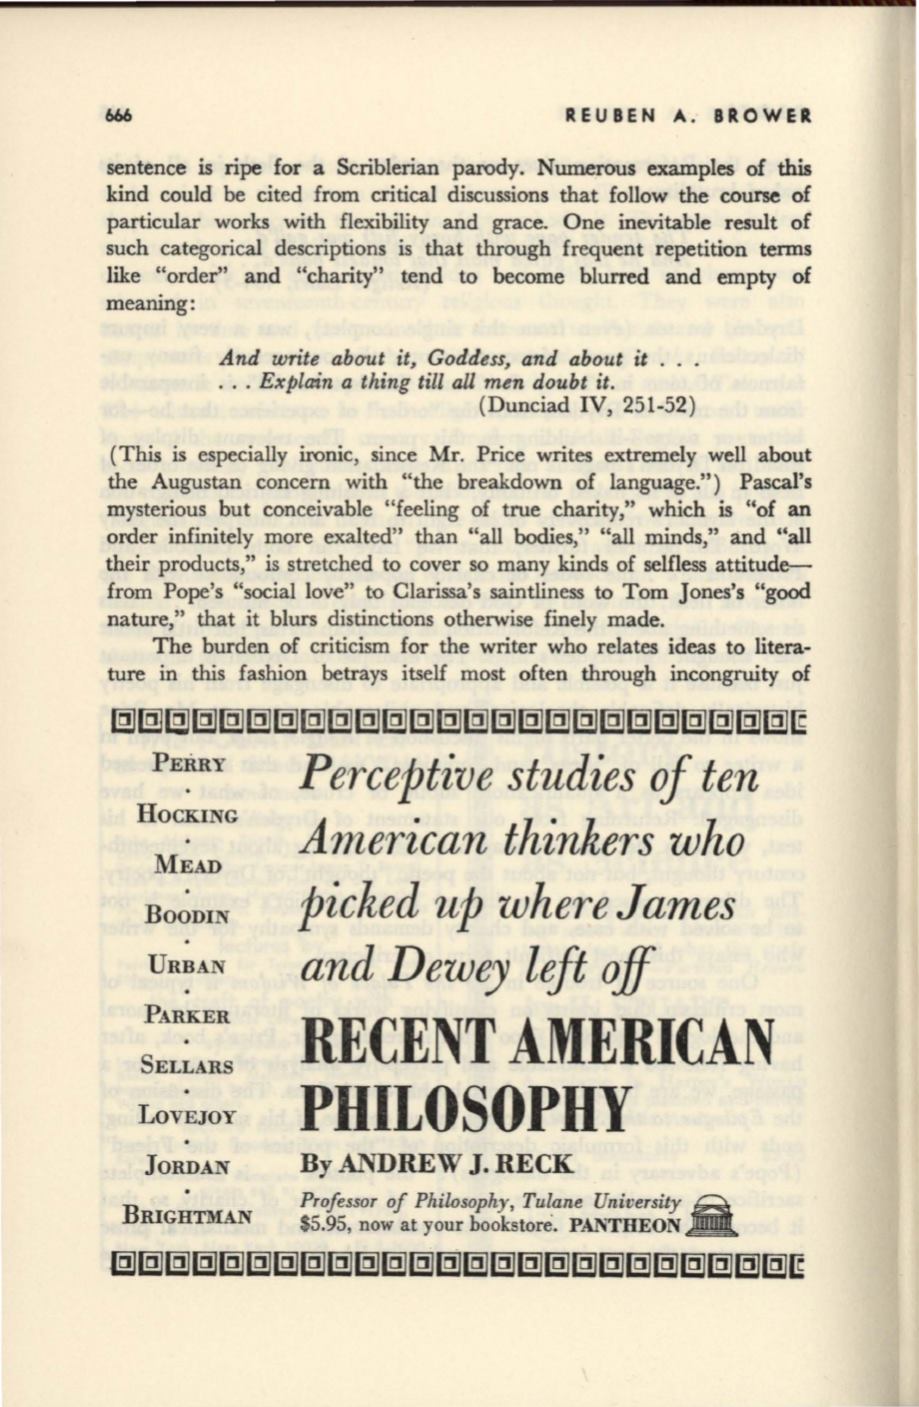 666
REUBEN A. BROWER
sentence is ripe for a Scriblerian parody. Numerous examples of this
kind could be cited from critical discussions that follow the course of
particular works with flexibility and grace. One inevitable result of
such categorical descriptions is that through frequent repetition terms
like “order” and “charity” tend to become blurred and empty of
meaning:
And write about it, Goddess, and about it . . .
. . . Explain a thing till all men doubt it.
(Dunciad IV, 251-52)
(This is especially ironic, since Mr. Price writes extremely well about
the Augustan concern with “the breakdown of language.”) Pascal's
mysterious but conceivable “feeling of true charity,” which is “of an
order infinitely more exalted” than “all bodies,” “all minds,” and “all
their products,” is stretched to cover so many kinds of selfless attitude—
from Pope's “social love” to Clarissa's saintliness to Tom Jones's “good
nature,” that it blurs distinctions otherwise finely made.
The burden of criticism for the writer who relates ideas to litera-
ture in this fashion betrays itself most often through incongruity of
PERRY
·
HOCKING
·
MEAD
·
BOODIN
·
URBAN
·
PARKER
·
SELLARS
·
LOVEJOY
·
JORDAN
·
BRIGHTMAN
Perceptive studies of ten
American thinkers who
picked up where James
and Dewey left off
RECENT AMERICAN
PHILOSOPHY
By ANDREW J. RECK
Professor of Philosophy, Tulane University
$5.95, now at your bookstore. PANTHEON